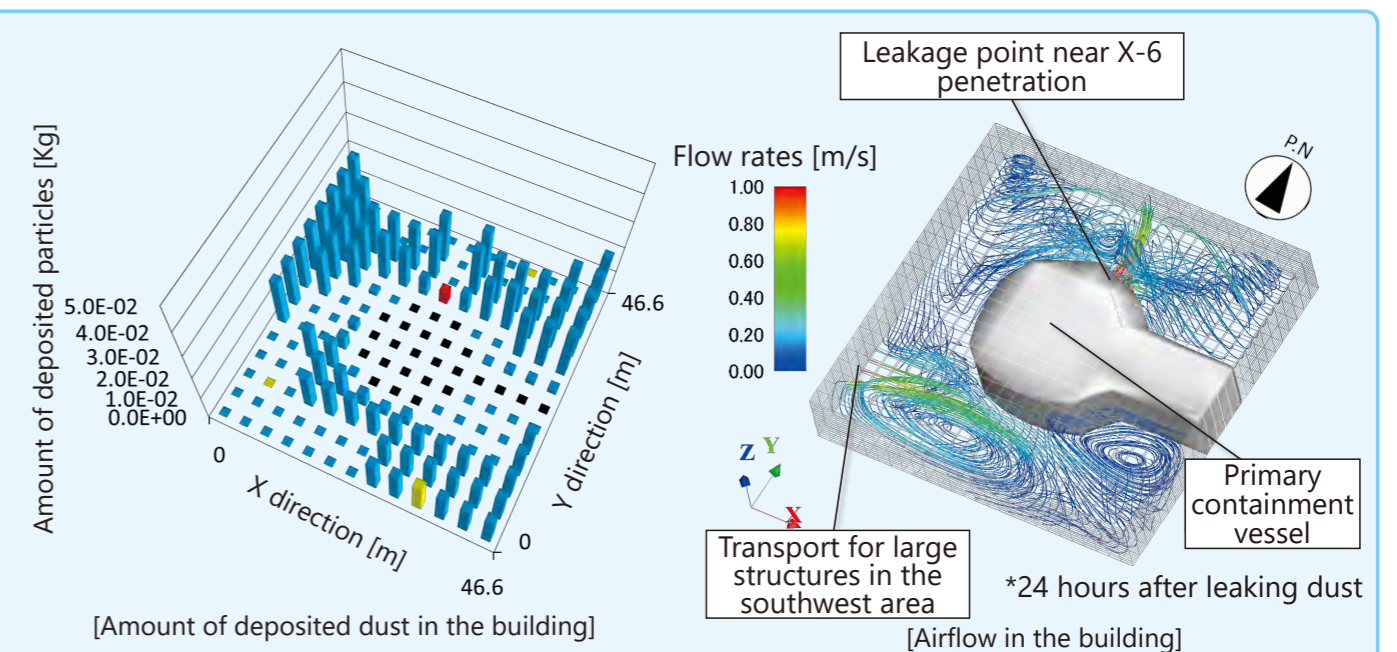 Leakage point near X-6
penetration
P.N
Flow rates [m/s]
1.00
0.80
0.60
0.40
0.20
0.00
Amount of deposited particles [Kg]
5.0E-02
4.0E-02
3.0E-02
2.0E-02
1.0E-02
0.0E+00
0
X direction [m]
46.6
0
Y direction [m]
46.6
[Amount of deposited dust in the building]
Z Y
X
Transport for large
structures in the
southwest area
Primary
containment
vessel
*24 hours after leaking dust
[Airflow in the building]